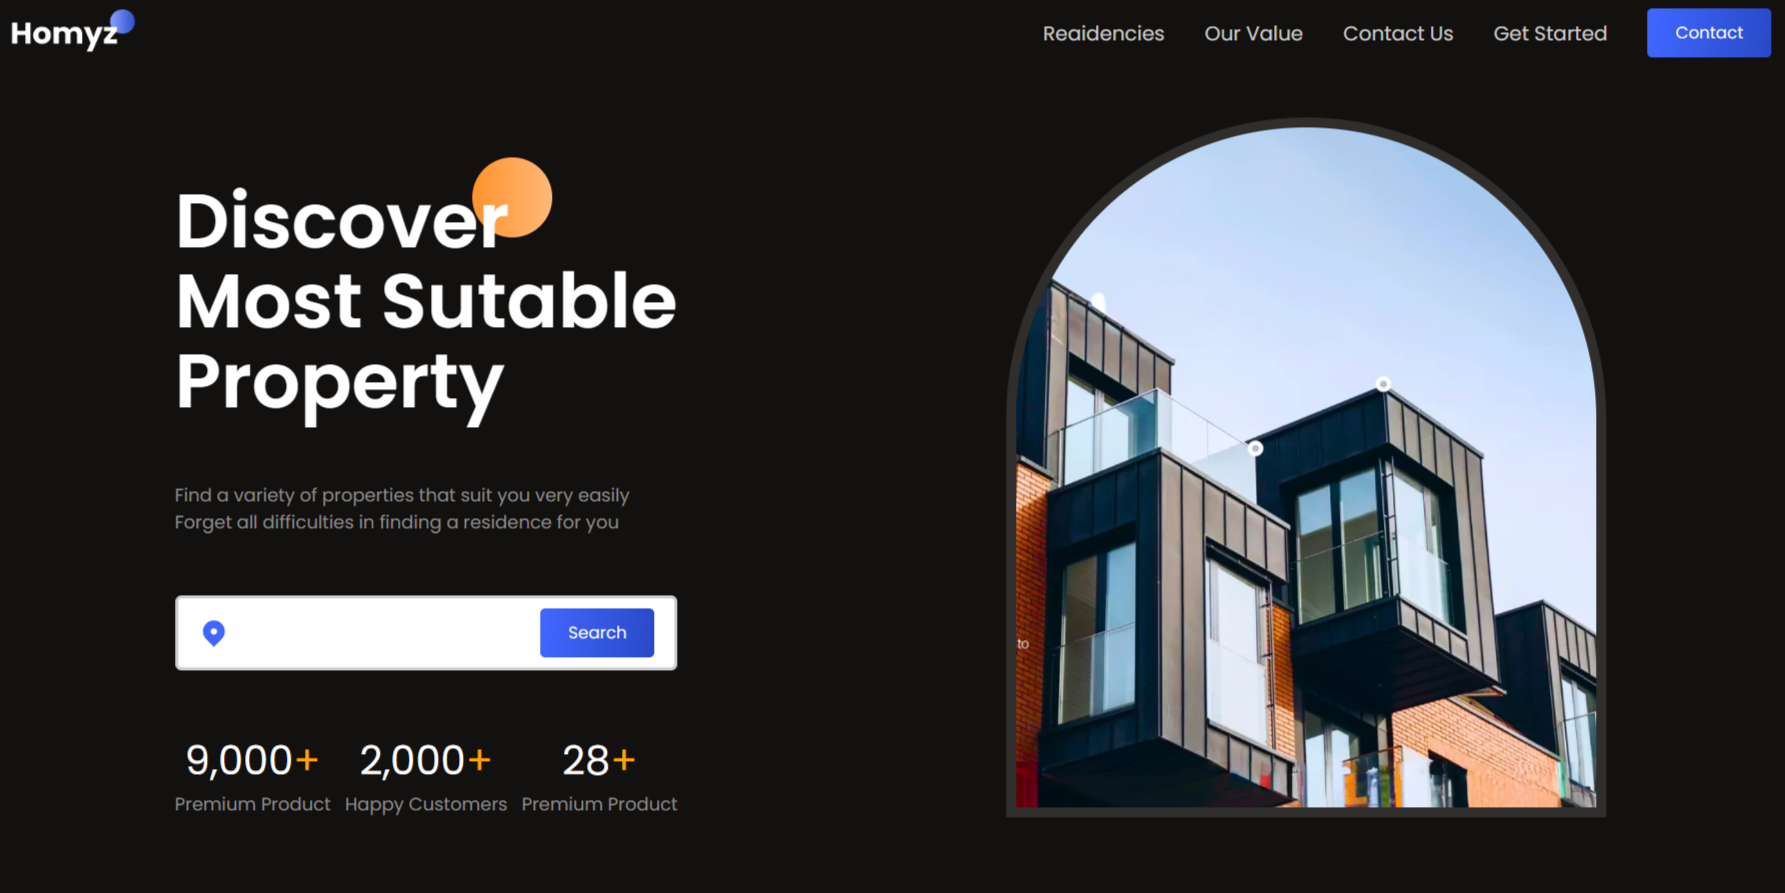 Homyz
Reaidencies
Our Value
Contact Us
Get Started
Contact
Discover
Most Sutable
Property
Find a variety of properties that suit you very easily
Forget all difficulties in finding a residence for you
Search
9,000+
Premium Product
2,000+
Happy Customers
28+
Premium Product
to